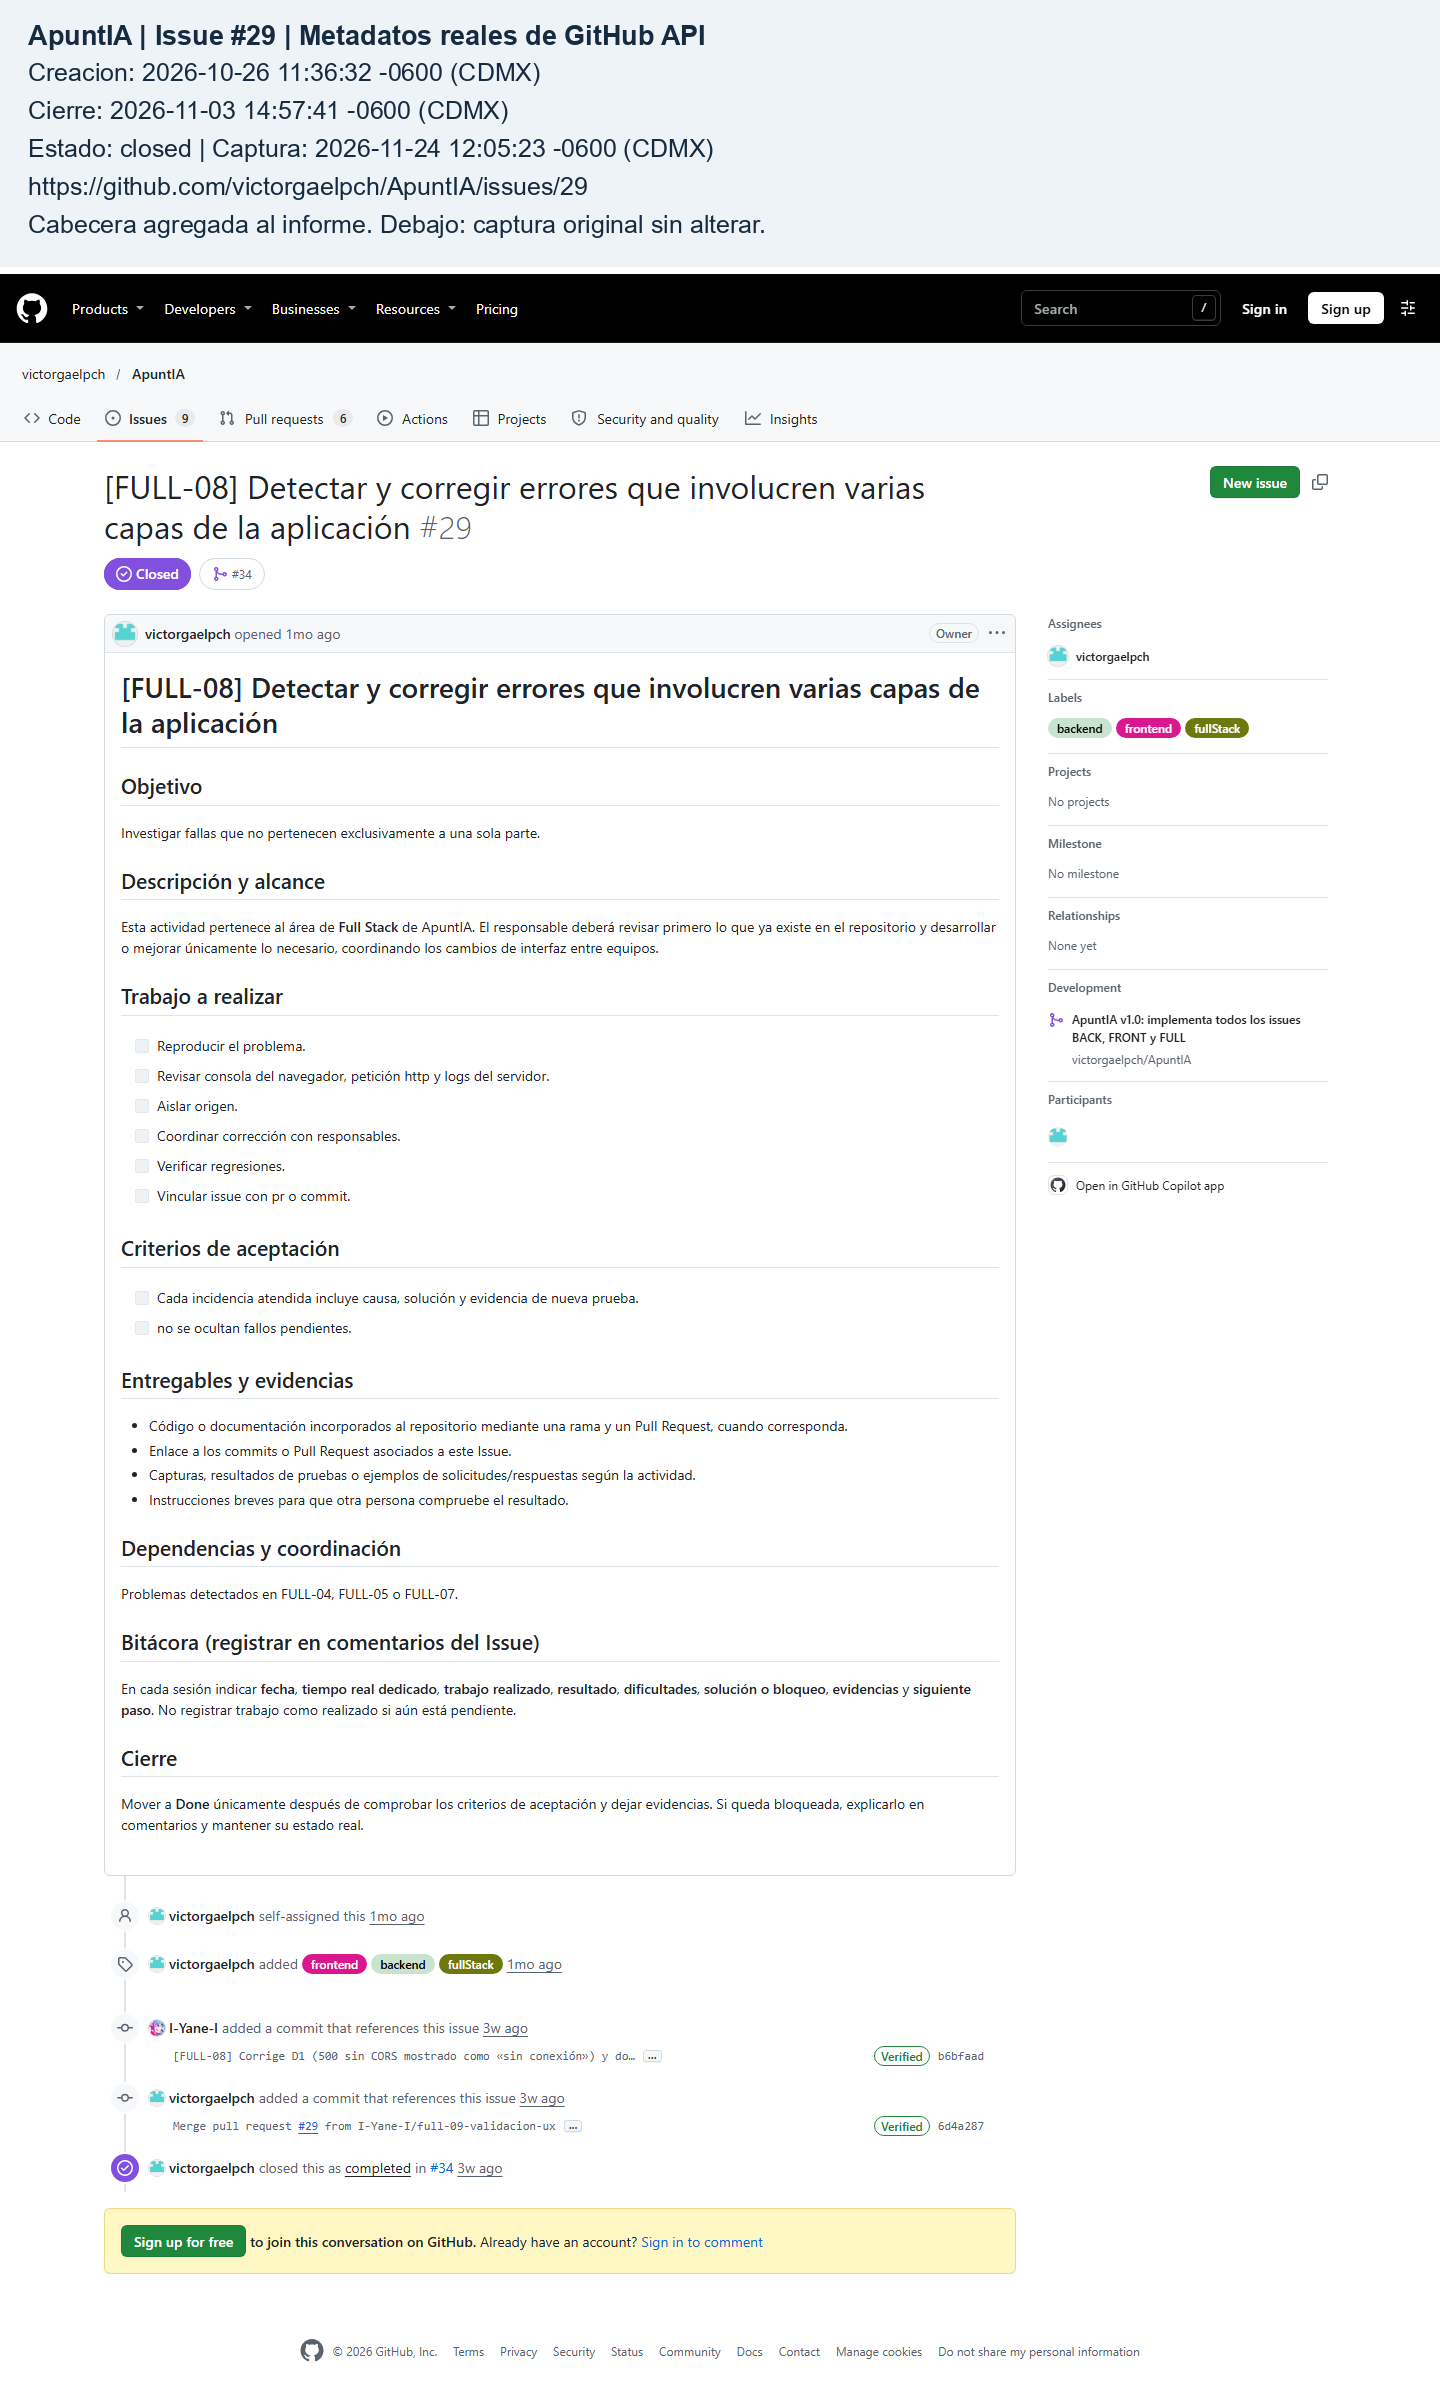 ApuntIA | Issue #29 | Metadatos reales de GitHub API
Creacion: 2026-10-26 11:36:32 -0600 (CDMX)
Cierre: 2026-11-03 14:57:41 -0600 (CDMX)
Estado: closed | Captura: 2026-11-24 12:05:23 -0600 (CDMX)
https://github.com/victorgaelpch/ApuntIA/issues/29
Cabecera agregada al informe. Debajo: captura original sin alterar.
Products Developers Businesses Resources Pricing Search / Sign in Sign up
victorgaelpch / ApuntIA
Code Issues 9 Pull requests 6 Actions Projects Security and quality Insights
[FULL-08] Detectar y corregir errores que involucren varias
capas de la aplicación #29
New issue
Closed #34
victorgaelpch opened 1mo ago Owner
[FULL-08] Detectar y corregir errores que involucren varias capas de
la aplicación
Objetivo
Investigar fallas que no pertenecen exclusivamente a una sola parte.
Descripción y alcance
Esta actividad pertenece al área de Full Stack de ApuntIA. El responsable deberá revisar primero lo que ya existe en el repositorio y desarrollar
o mejorar únicamente lo necesario, coordinando los cambios de interfaz entre equipos.
Trabajo a realizar
Reproducir el problema.
Revisar consola del navegador, petición http y logs del servidor.
Aislar origen.
Coordinar corrección con responsables.
Verificar regresiones.
Vincular issue con pr o commit.
Criterios de aceptación
Cada incidencia atendida incluye causa, solución y evidencia de nueva prueba.
no se ocultan fallos pendientes.
Entregables y evidencias
Código o documentación incorporados al repositorio mediante una rama y un Pull Request, cuando corresponda.
Enlace a los commits o Pull Request asociados a este Issue.
Capturas, resultados de pruebas o ejemplos de solicitudes/respuestas según la actividad.
Instrucciones breves para que otra persona compruebe el resultado.
Dependencias y coordinación
Problemas detectados en FULL-04, FULL-05 o FULL-07.
Bitácora (registrar en comentarios del Issue)
En cada sesión indicar fecha, tiempo real dedicado, trabajo realizado, resultado, dificultades, solución o bloqueo, evidencias y siguiente
paso. No registrar trabajo como realizado si aún está pendiente.
Cierre
Mover a Done únicamente después de comprobar los criterios de aceptación y dejar evidencias. Si queda bloqueada, explicarlo en
comentarios y mantener su estado real.
Assignees
victorgaelpch
Labels
backend frontend fullStack
Projects
No projects
Milestone
No milestone
Relationships
None yet
Development
ApuntIA v1.0: implementa todos los issues
BACK, FRONT y FULL
victorgaelpch/ApuntIA
Participants
Open in GitHub Copilot app
victorgaelpch self-assigned this 1mo ago
victorgaelpch added frontend backend fullStack 1mo ago
I-Yane-I added a commit that references this issue 3w ago
[FULL-08] Corrige D1 (500 sin CORS mostrado como «sin conexión») y do… ... Verified b6bfaad
victorgaelpch added a commit that references this issue 3w ago
Merge pull request #29 from I-Yane-I/full-09-validacion-ux ... Verified 6d4a287
victorgaelpch closed this as completed in #34 3w ago
Sign up for free to join this conversation on GitHub. Already have an account? Sign in to comment
© 2026 GitHub, Inc. Terms Privacy Security Status Community Docs Contact Manage cookies Do not share my personal information